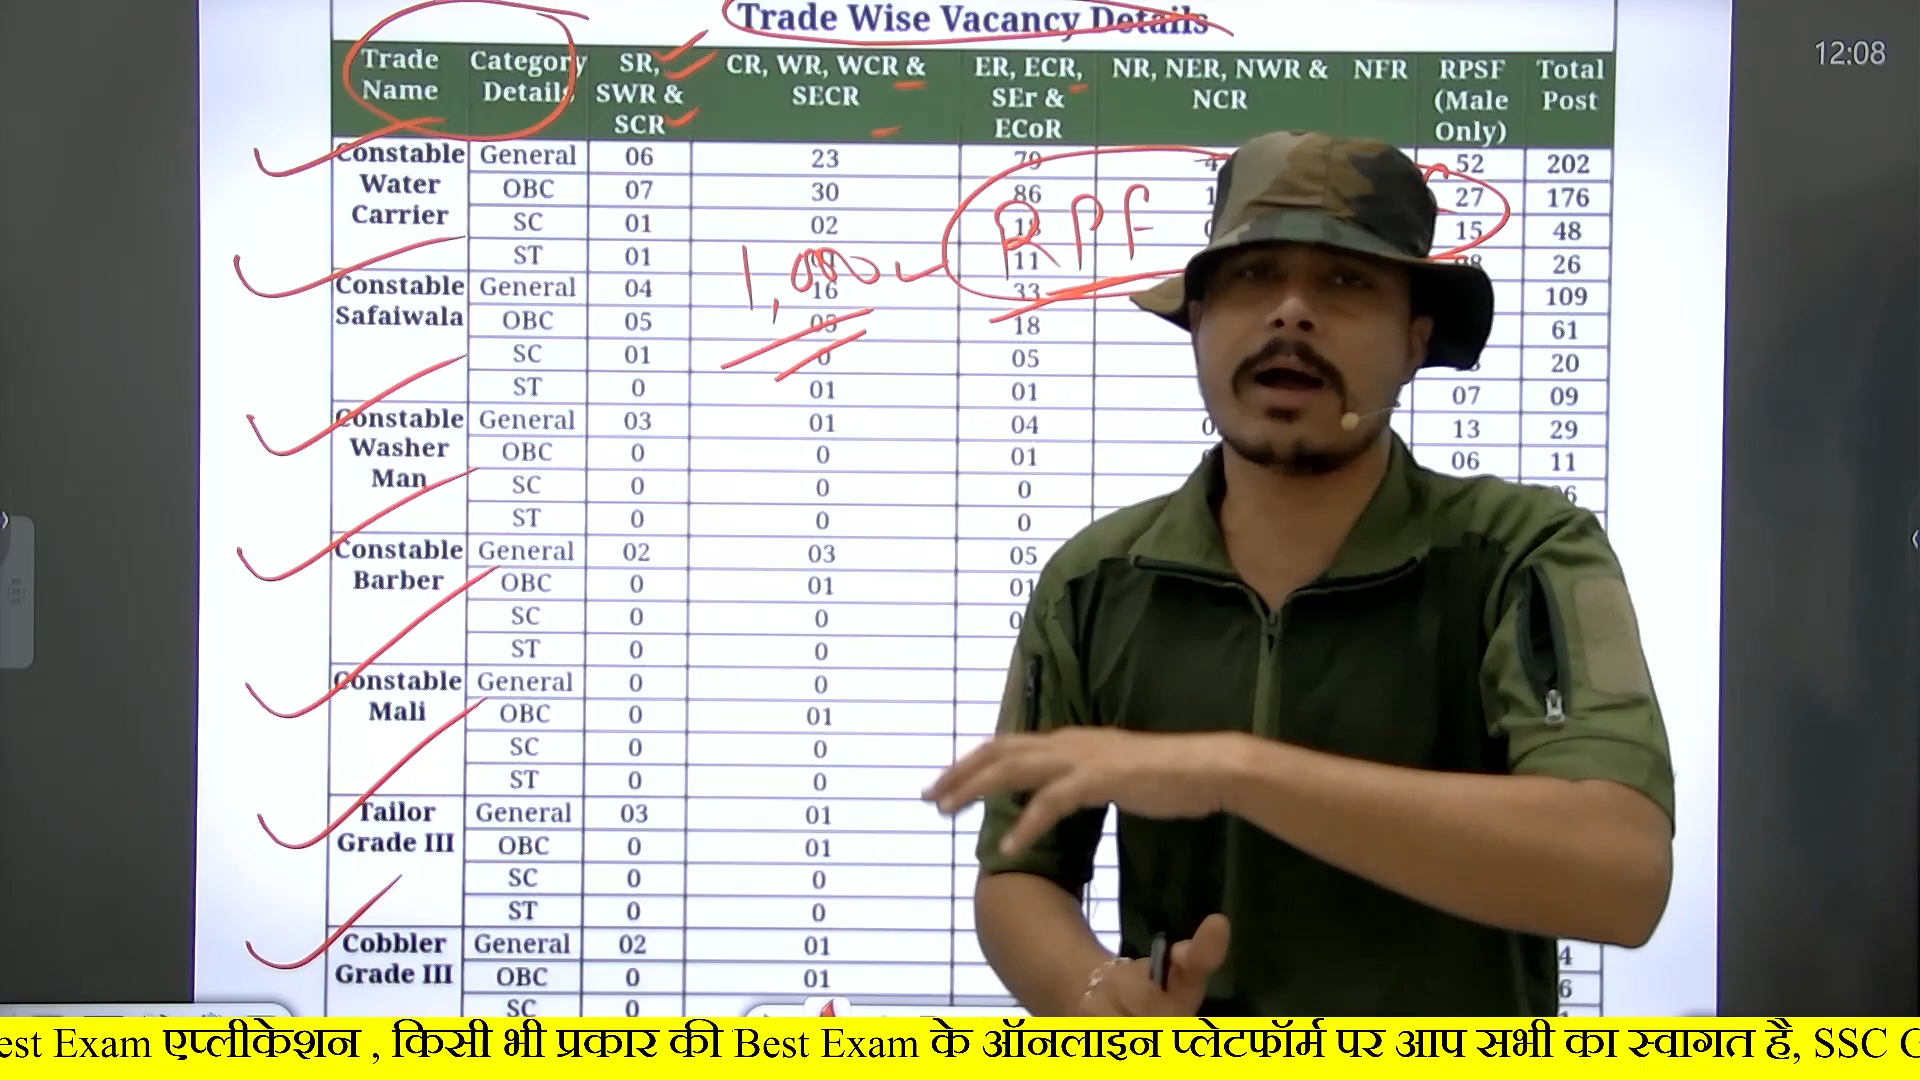 Trade Wise Vacancy Details
12:08
Trade Name Category Details SR, SWR & SCR CR, WR, WCR & SECR ER, ECR, SEr & ECoR NR, NER, NWR & NCR NFR RPSF (Male Only) Total Post
Constable Water Carrier General 06 23 79 52 202
OBC 07 30 86 27 176
SC 01 02 15 48
ST 01 11 26
RPF
1,000
Constable Safaiwala General 04 16 33 109
OBC 05 05 18 61
SC 01 0 05 20
ST 0 01 01 07 09
Constable Washer Man General 03 01 04 13 29
OBC 0 0 01 06 11
SC 0 0 0
ST 0 0 0
Constable Barber General 02 03 05
OBC 0 01 01
SC 0 0
ST 0 0
Constable Mali General 0 0
OBC 0 01
SC 0 0
ST 0 0
Tailor Grade III General 03 01
OBC 0 01
SC 0 0
ST 0 0
Cobbler Grade III General 02 01
OBC 0 01
SC 0
Exam एप्लीकेशन , किसी भी प्रकार की Best Exam के ऑनलाइन प्लेटफॉर्म पर आप सभी का स्वागत है, SSC